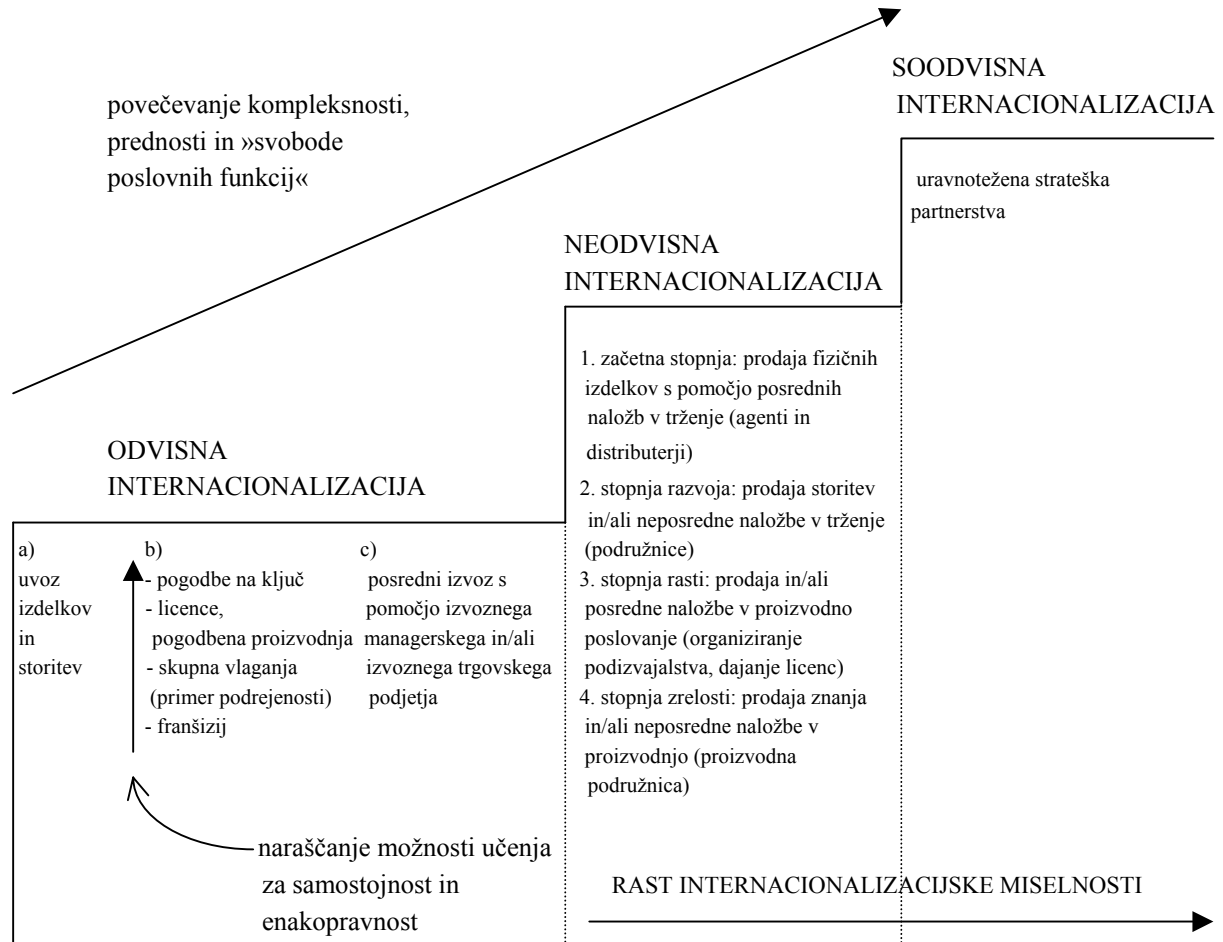 povečevanje kompleksnosti,
prednosti in »svobode
poslovnih funkcij«
SOODVISNA
INTERNACIONALIZACIJA
uravnotežena strateška
partnerstva
NEODVISNA
INTERNACIONALIZACIJA
1. začetna stopnja: prodaja fizičnih
izdelkov s pomočjo posrednih
naložb v trženje (agenti in
distributerji)
2. stopnja razvoja: prodaja storitev
in/ali neposredne naložbe v trženje
(podružnice)
3. stopnja rasti: prodaja in/ali
posredne naložbe v proizvodno
poslovanje (organiziranje
podizvajalstva, dajanje licenc)
4. stopnja zrelosti: prodaja znanja
in/ali neposredne naložbe v
proizvodnjo (proizvodna
podružnica)
ODVISNA
INTERNACIONALIZACIJA
a)
uvoz
izdelkov
in
storitev
b)
- pogodbe na ključ
- licence,
pogodbena proizvodnja
- skupna vlaganja
(primer podrejenosti)
- franšizij
c)
posredni izvoz s
pomočjo izvoznega
managerskega in/ali
izvoznega trgovskega
podjetja
naraščanje možnosti učenja
za samostojnost in
enakopravnost
RAST INTERNACIONALIZACIJSKE MISELNOSTI